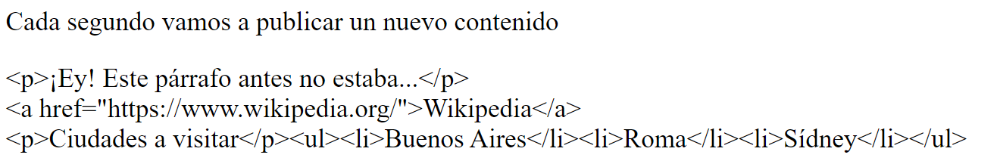 Cada segundo vamos a publicar un nuevo contenido
<p>¡Ey! Este párrafo antes no estaba...</p>
<a href="https://www.wikipedia.org/">Wikipedia</a>
<p>Ciudades a visitar</p><ul><li>Buenos Aires</li><li>Roma</li><li>Sídney</li></ul>